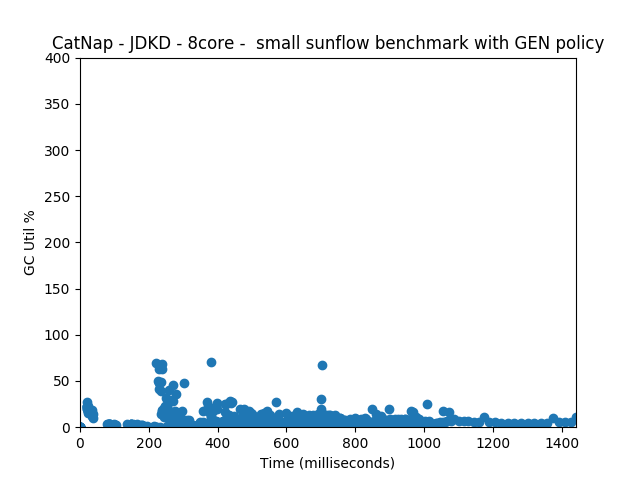 CatNap - JDKD - 8core -  small sunflow benchmark with GEN policy
400
350
300
250
200
150
100
50
0
GC Util %
0 200 400 600 800 1000 1200 1400
Time (milliseconds)